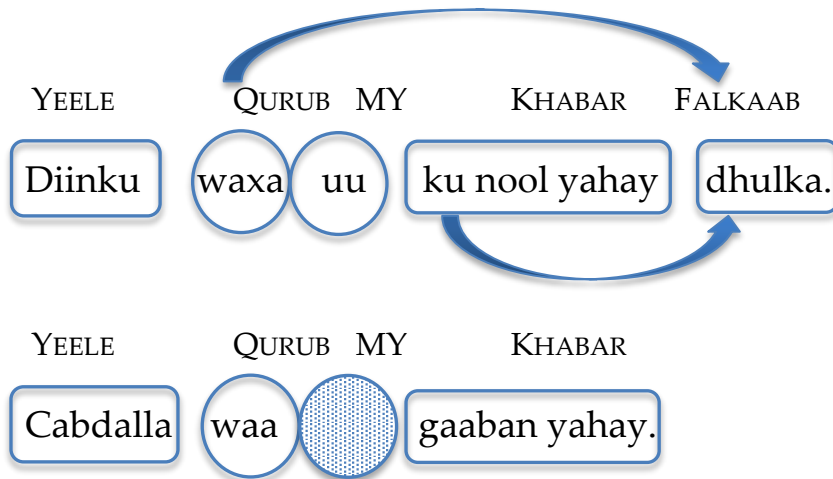 YEELE QURUB MY KHABAR FALKAAB
Diinku waxa uu ku nool yahay dhulka.
YEELE QURUB MY KHABAR
Cabdalla waa gaaban yahay.